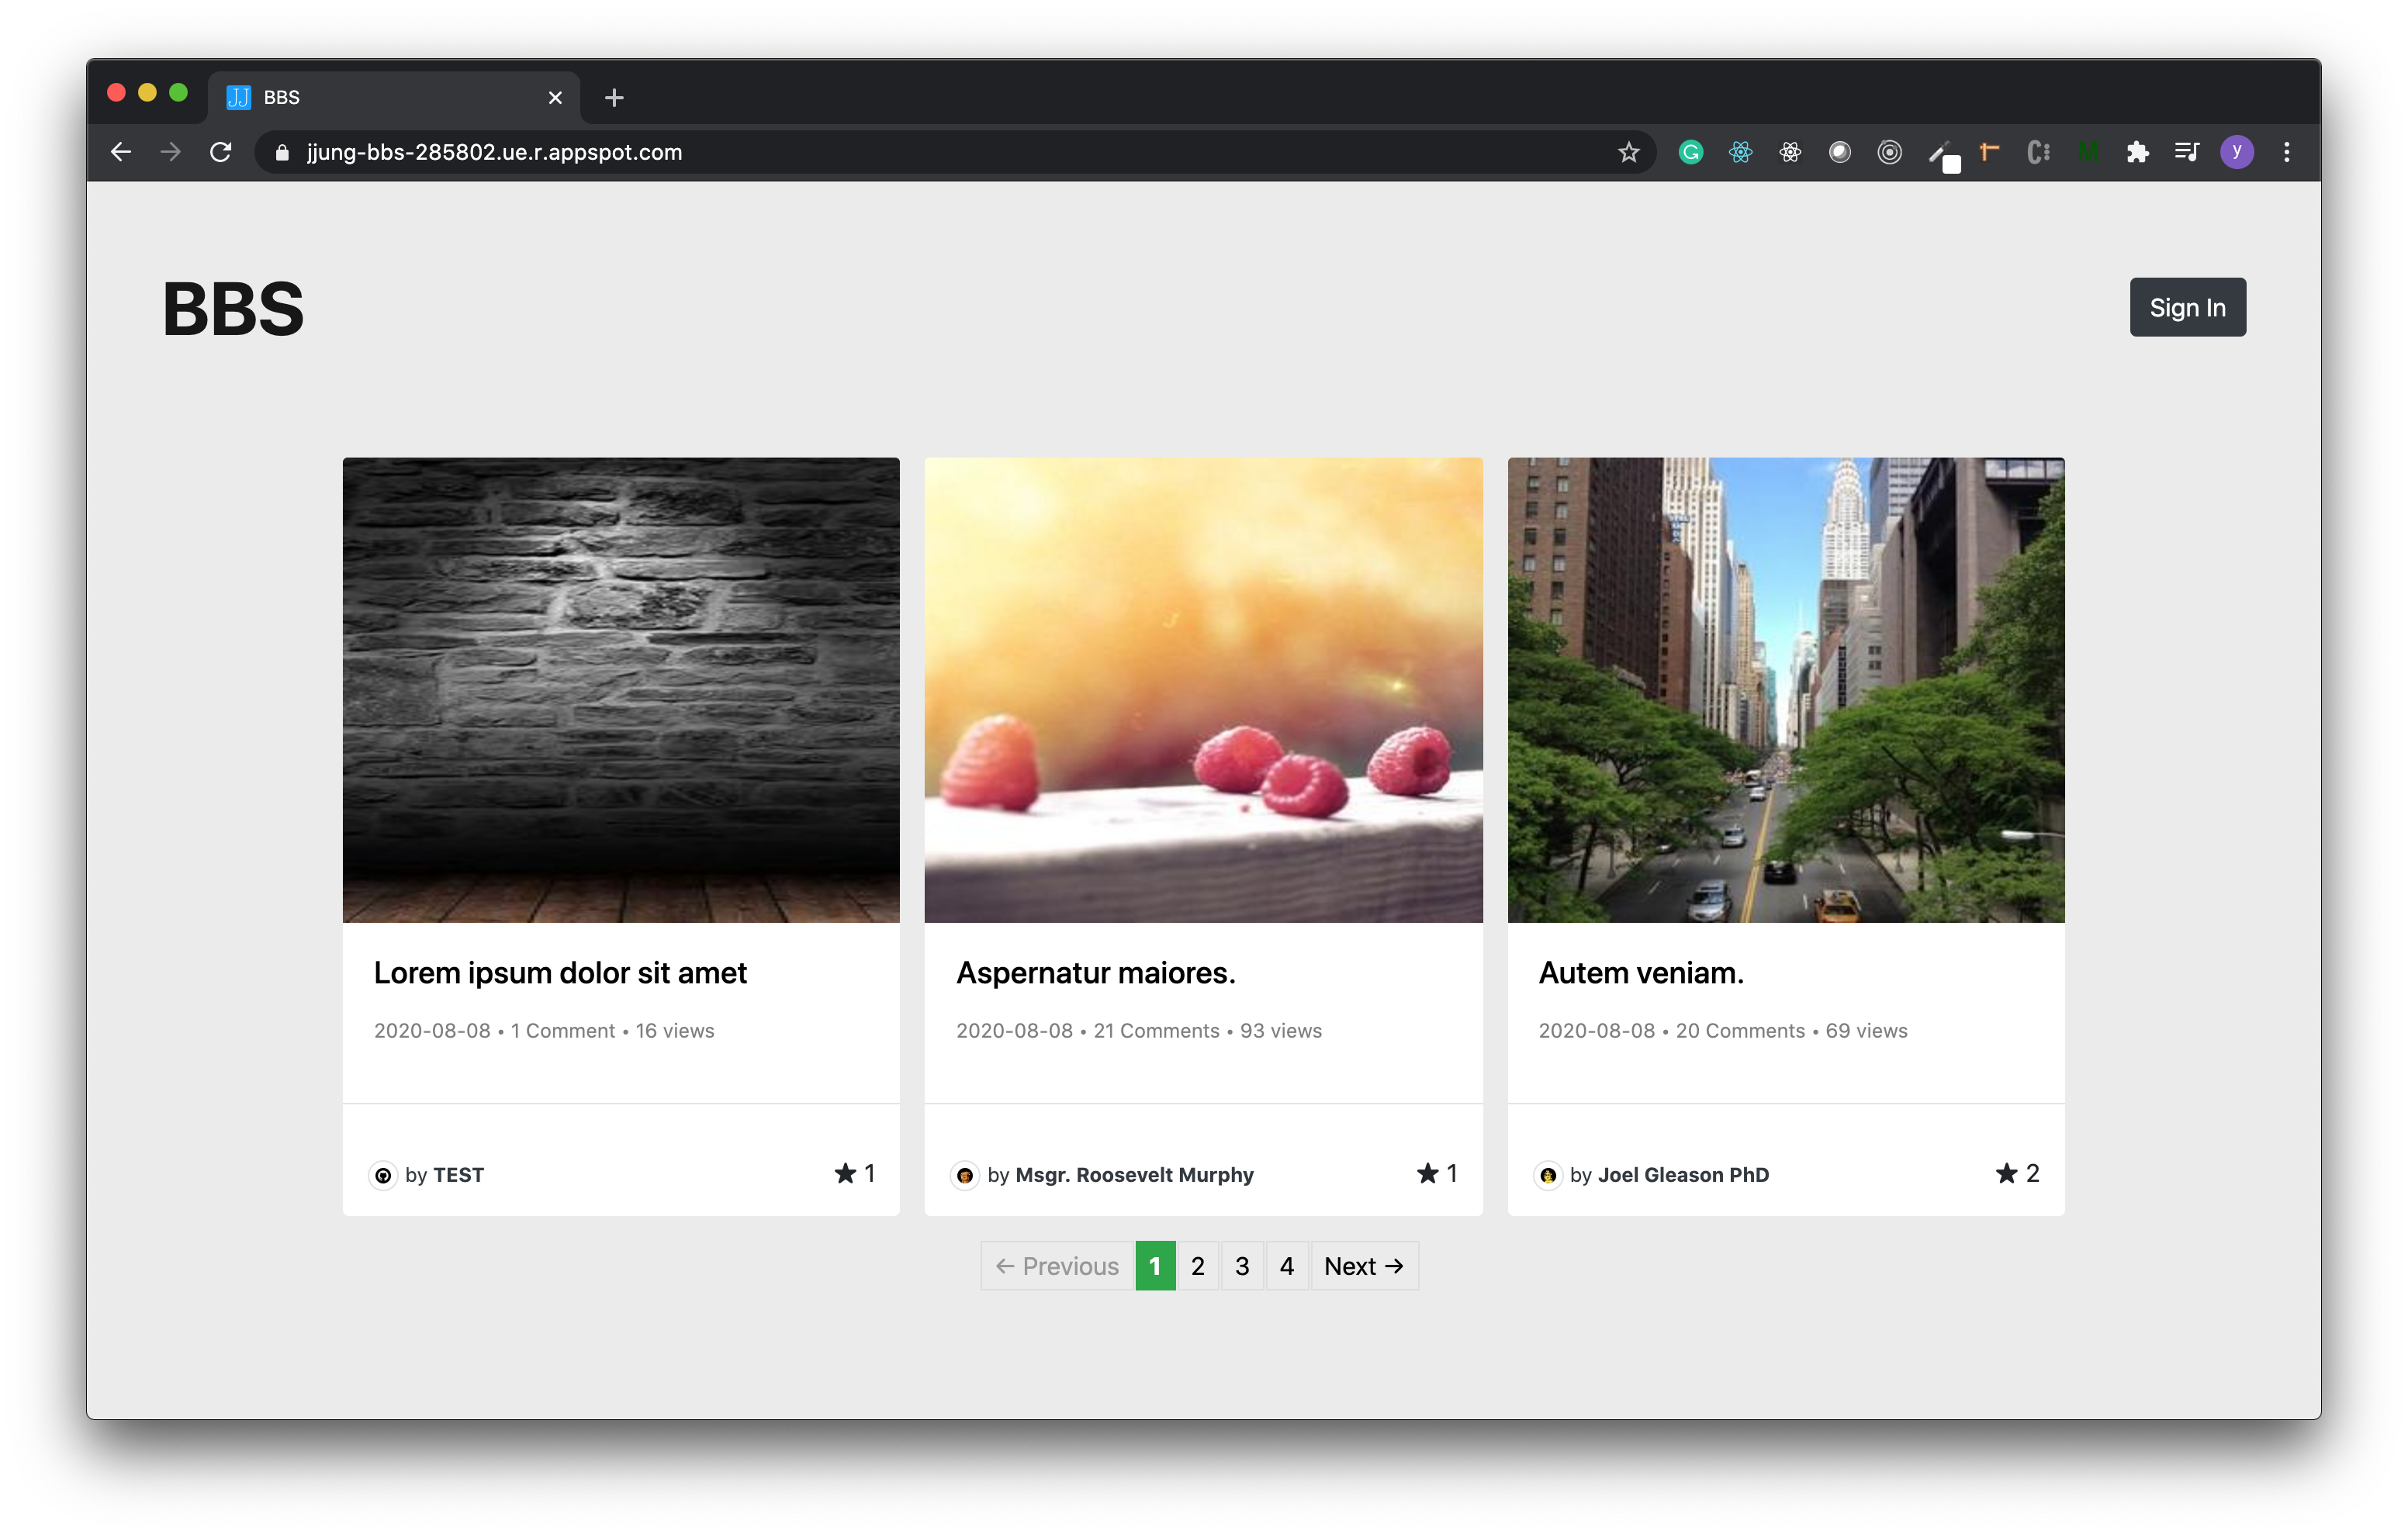 JJ BBS
jjung-bbs-285802.ue.r.appspot.com
y
BBS
Sign In
Lorem ipsum dolor sit amet
2020-08-08 • 1 Comment • 16 views
by TEST
★ 1
Aspernatur maiores.
2020-08-08 • 21 Comments • 93 views
by Msgr. Roosevelt Murphy
★ 1
Autem veniam.
2020-08-08 • 20 Comments • 69 views
by Joel Gleason PhD
★ 2
← Previous 1 2 3 4 Next →